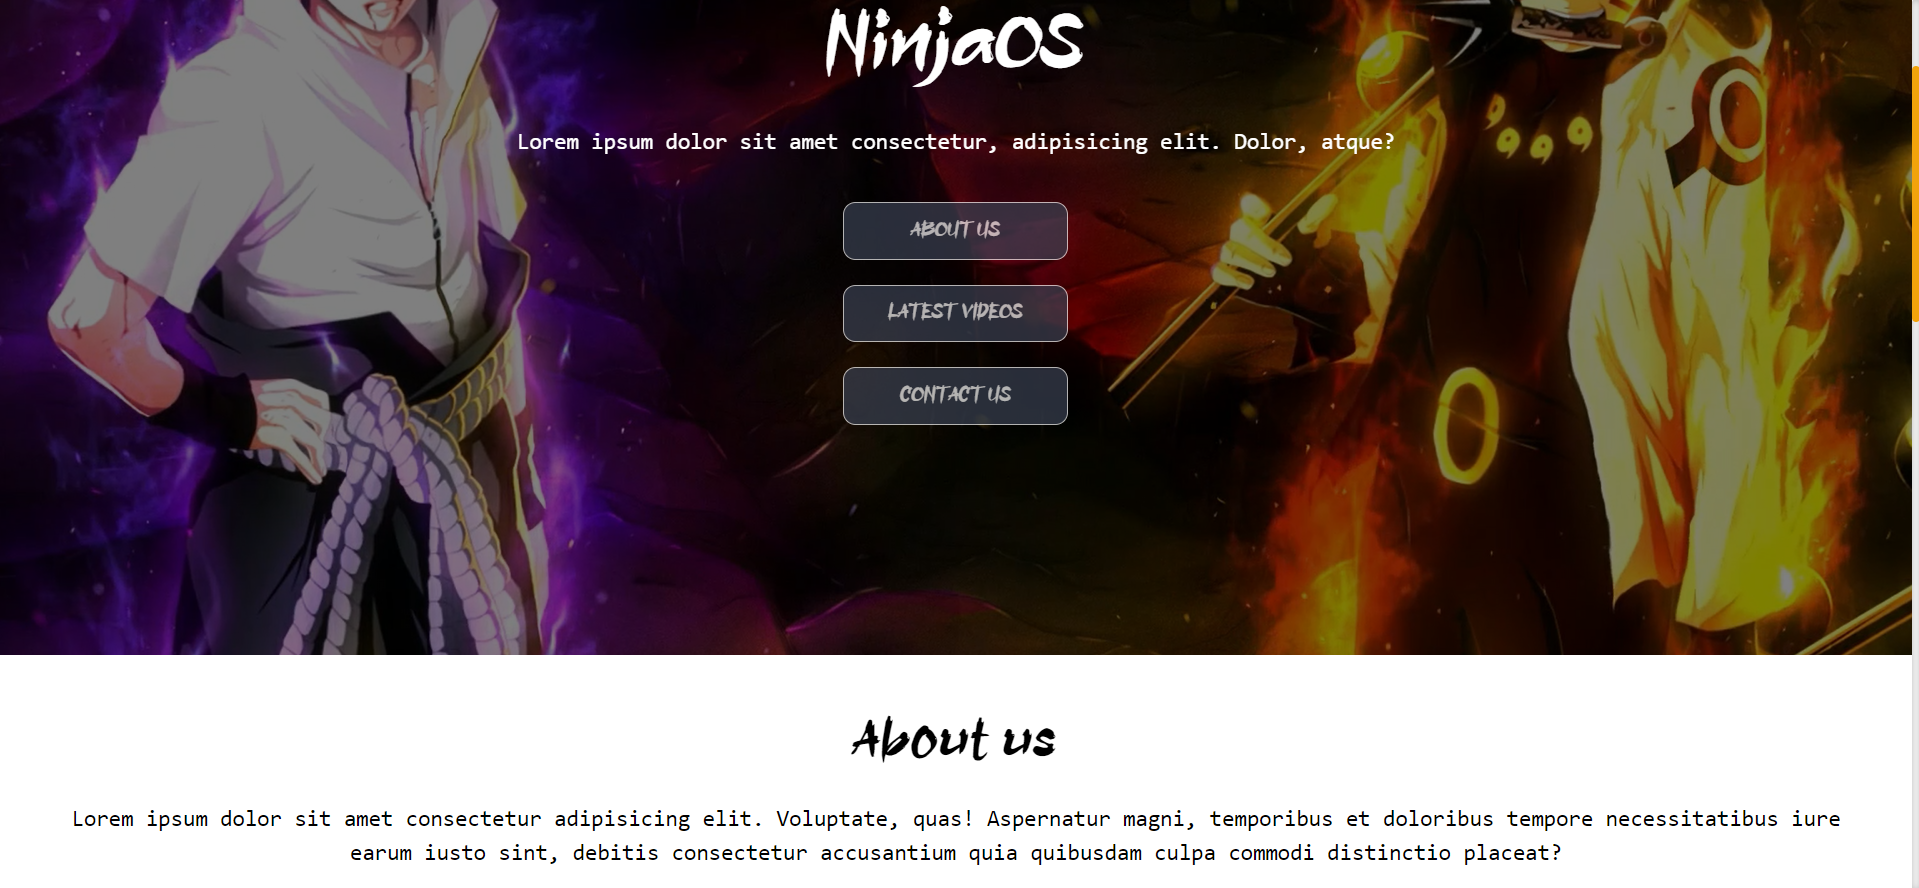 NinjaOS
Lorem ipsum dolor sit amet consectetur, adipisicing elit. Dolor, atque?
ABOUT US
LATEST VIDEOS
CONTACT US
About us
Lorem ipsum dolor sit amet consectetur adipisicing elit. Voluptate, quas! Aspernatur magni, temporibus et doloribus tempore necessitatibus iure
earum iusto sint, debitis consectetur accusantium quia quibusdam culpa commodi distinctio placeat?